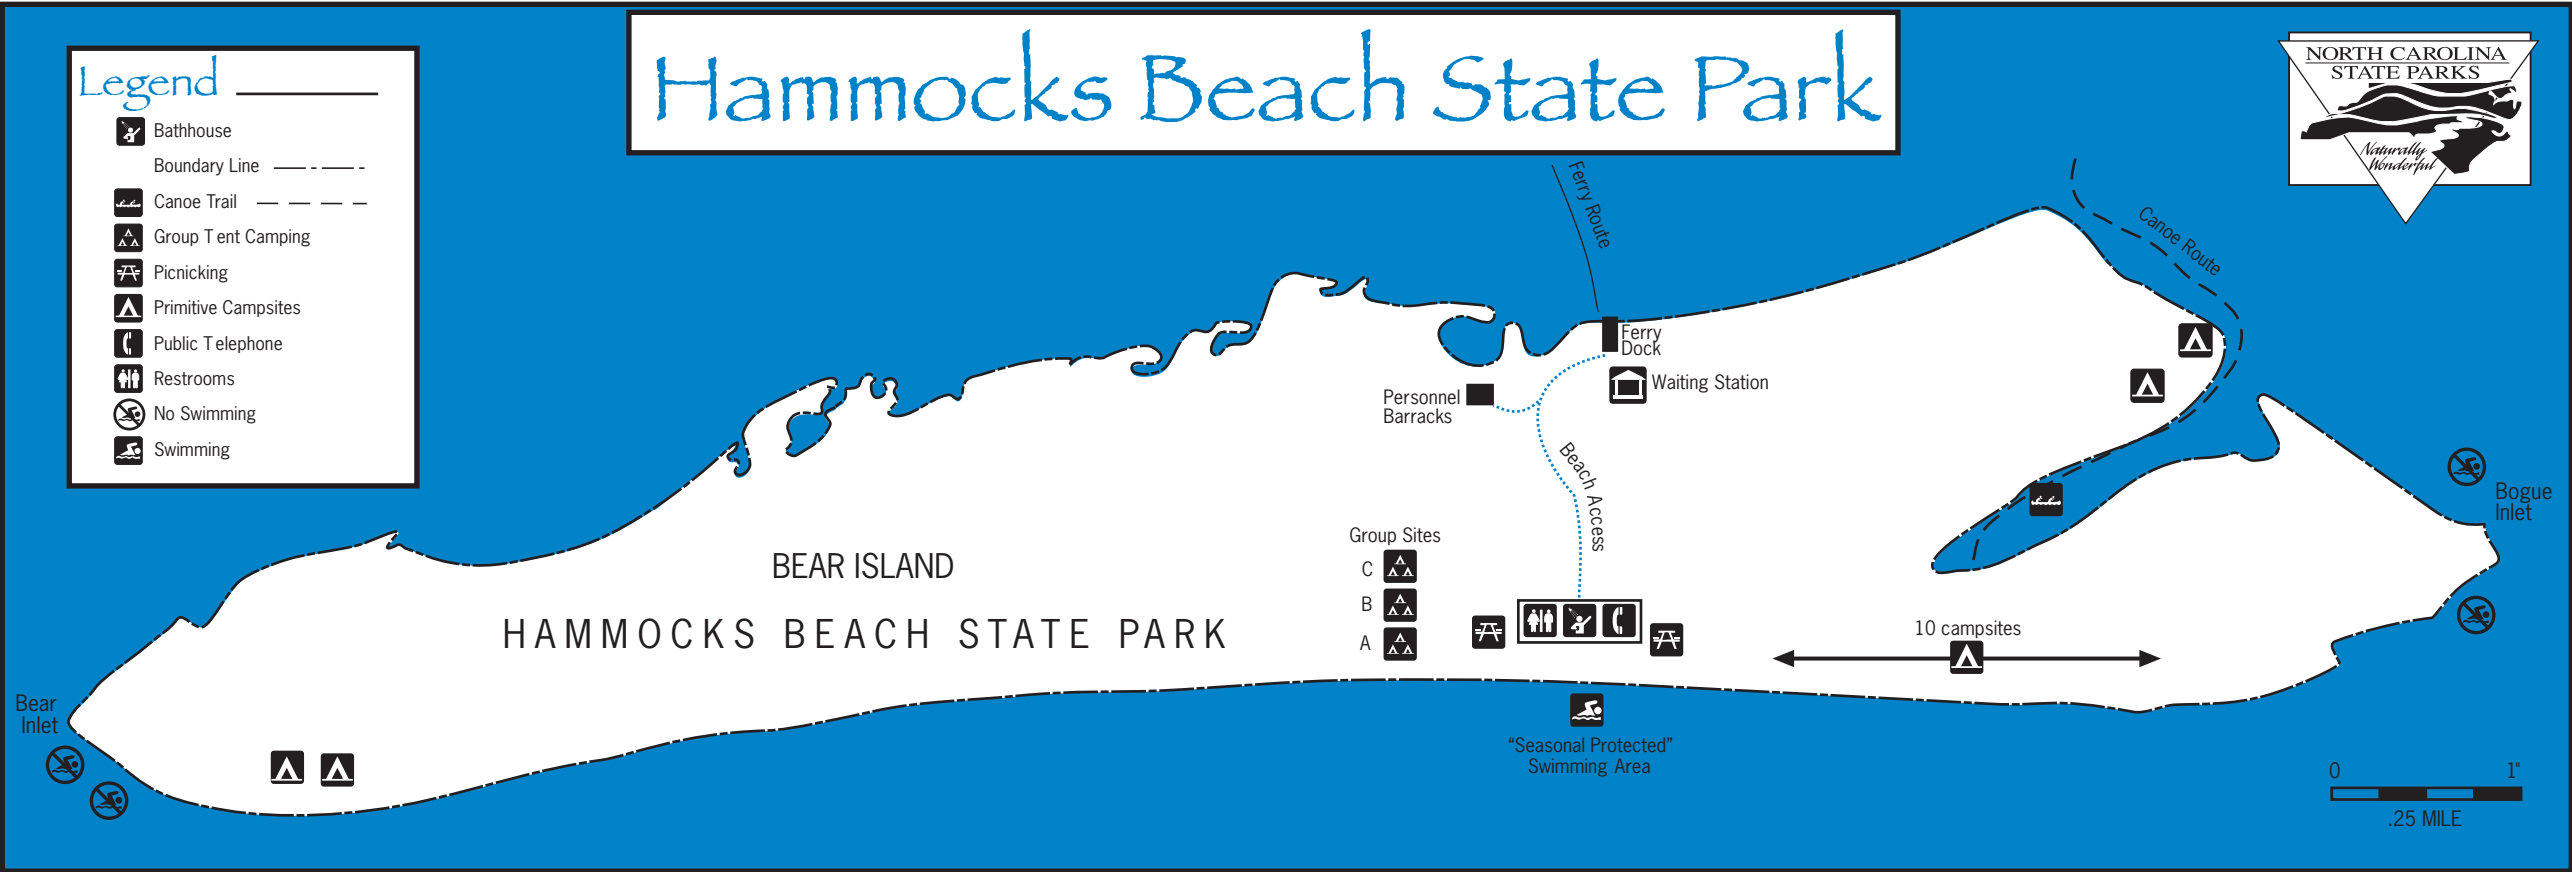 Hammocks Beach State Park
NORTH CAROLINA
STATE PARKS
Naturally
Wonderful
Legend
Bathhouse
Boundary Line
Canoe Trail
Group Tent Camping
Picnicking
Primitive Campsites
Public Telephone
Restrooms
No Swimming
Swimming
Ferry Route
Canoe Route
Ferry
Dock
Waiting Station
Personnel
Barracks
Beach Access
Bogue
Inlet
Group Sites
C
B
A
BEAR ISLAND
HAMMOCKS BEACH STATE PARK
10 campsites
Bear
Inlet
“Seasonal Protected”
Swimming Area
0 1"
.25 MILE